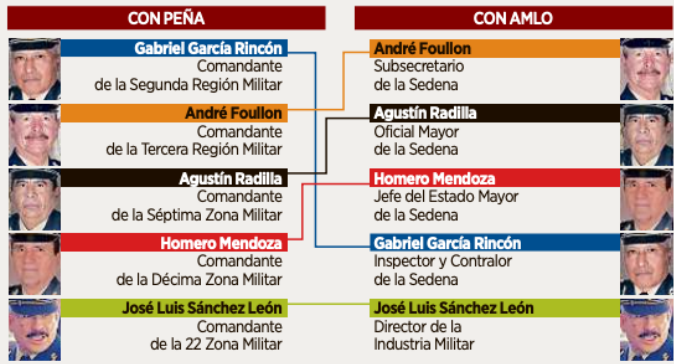 CON PEÑA
Gabriel García Rincón
Comandante
de la Segunda Región Militar
André Foullon
Comandante
de la Tercera Región Militar
Agustín Radilla
Comandante
de la Séptima Zona Militar
Homero Mendoza
Comandante
de la Décima Zona Militar
José Luis Sánchez León
Comandante
de la 22 Zona Militar
CON AMLO
André Foullon
Subsecretario
de la Sedena
Agustín Radilla
Oficial Mayor
de la Sedena
Homero Mendoza
Jefe del Estado Mayor
de la Sedena
Gabriel García Rincón
Inspector y Contralor
de la Sedena
José Luis Sánchez León
Director de la
Industria Militar